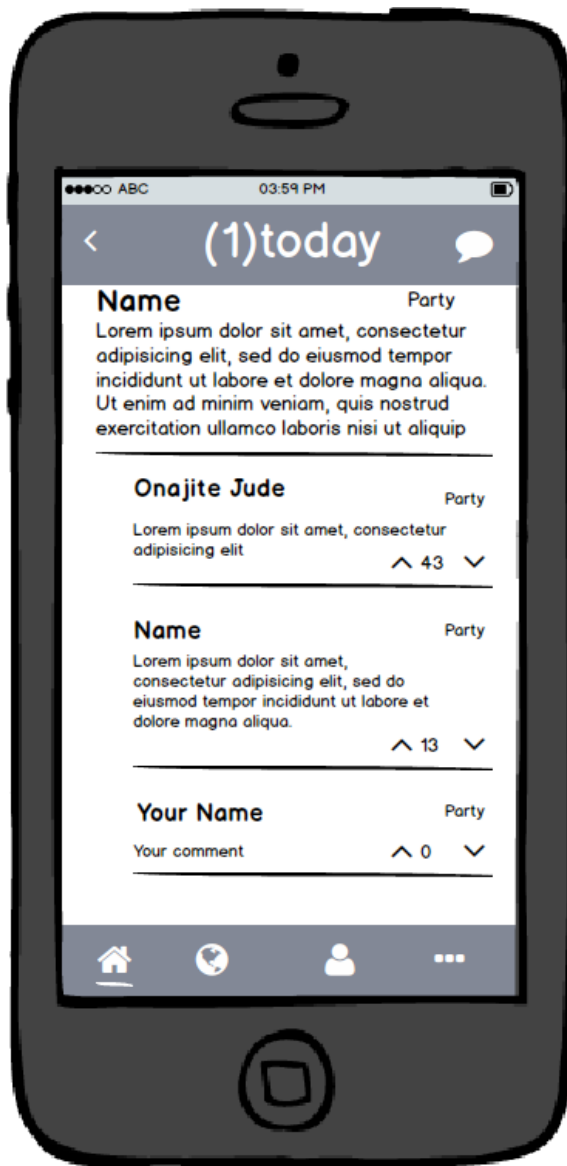 ABC 03:59 PM
(1)today
Name Party
Lorem ipsum dolor sit amet, consectetur
adipisicing elit, sed do eiusmod tempor
incididunt ut labore et dolore magna aliqua.
Ut enim ad minim veniam, quis nostrud
exercitation ullamco laboris nisi ut aliquip
Onajite Jude Party
Lorem ipsum dolor sit amet, consectetur
adipisicing elit
43
Name Party
Lorem ipsum dolor sit amet,
consectetur adipisicing elit, sed do
eiusmod tempor incididunt ut labore et
dolore magna aliqua.
13
Your Name Party
Your comment 0